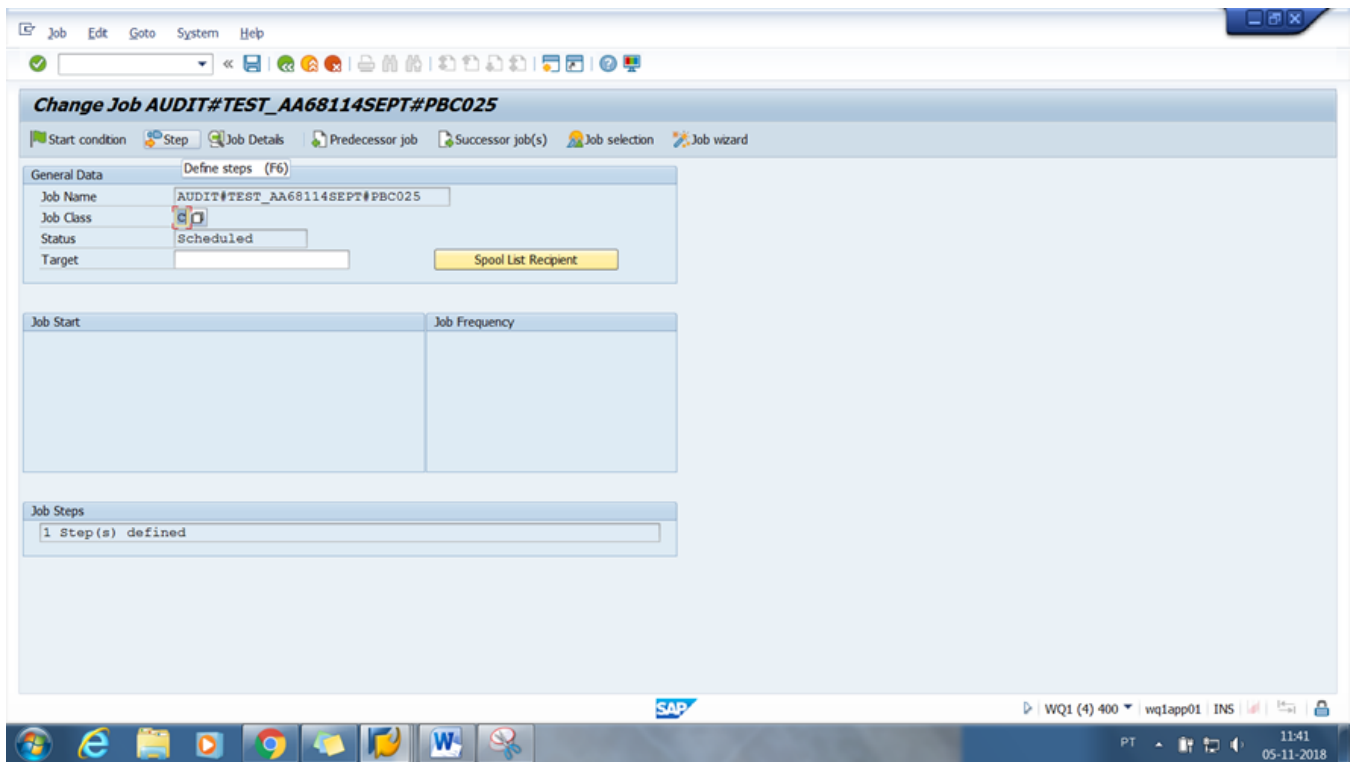 Job Edit Goto System Help
Change Job AUDIT#TEST_AA68114SEPT#PBC025
Start condition Step Job Details Predecessor job Successor job(s) Job selection Job wizard
Define steps (F6)
General Data
Job Name AUDIT#TEST_AA68114SEPT#PBC025
Job Class C
Status Scheduled
Target Spool List Recipient
Job Start Job Frequency
Job Steps
1 Step(s) defined
SAP WQ1 (4) 400 wq1app01 INS
PT 11:41
05-11-2018